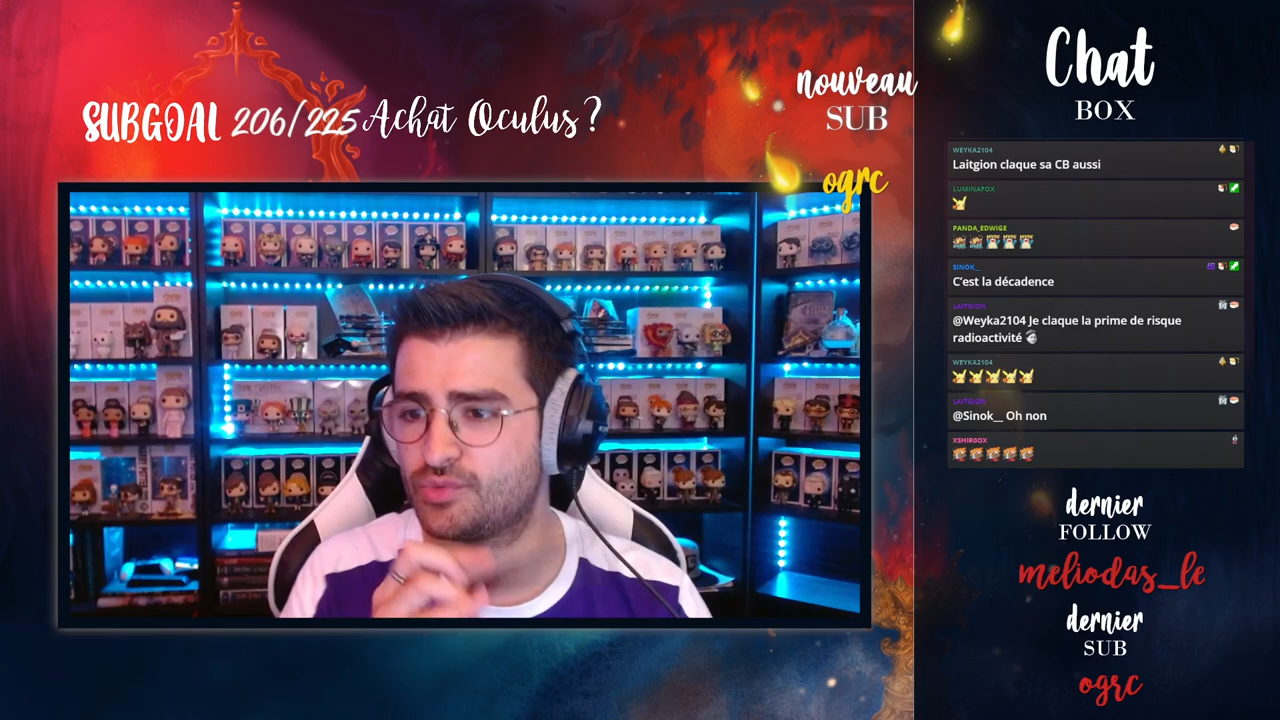 SUBGOAL 206/225 Achat Oculus ?
nouveau
SUB
ogrc
Chat
BOX
WEYKA2104
Laitgion claque sa CB aussi
LUMINAFOX
PANDA_EDWIGE
SINOK__
C'est la décadence
LAITGION
@Weyka2104 Je claque la prime de risque
radioactivité
WEYKA2104
LAITGION
@Sinok__ Oh non
XSHIR0OX
dernier
FOLLOW
meliodas_le
dernier
SUB
ogrc